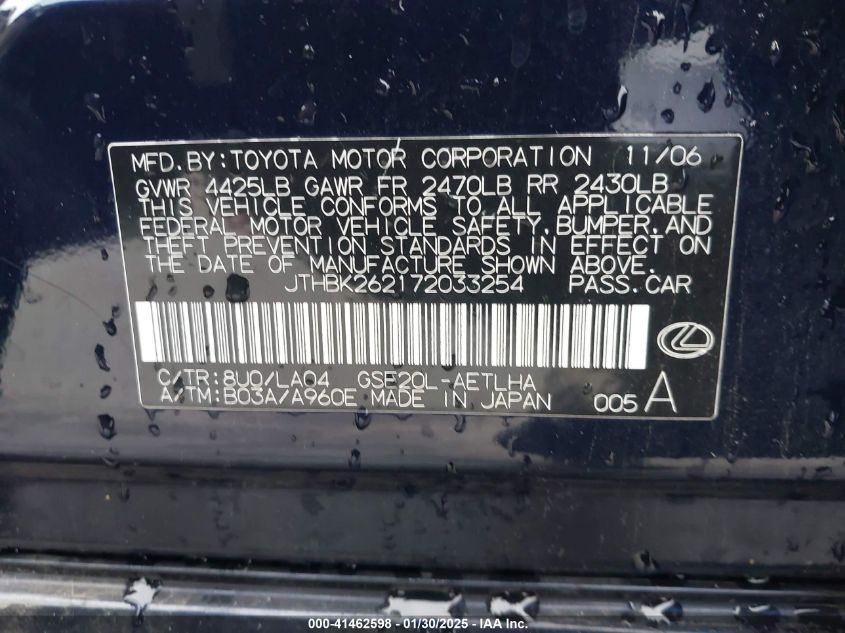 MFD.BY:TOYOTA MOTOR CORPORATION 11/06
GVWR 4425LB GAWR FR 2470LB RR 2430LB
THIS VEHICLE CONFORMS TO ALL APPLICABLE
FEDERAL MOTOR VEHICLE SAFETY,BUMPER,AND
THEFT PREVENTION STANDARDS IN EFFECT ON
THE DATE OF MANUFACTURE SHOWN ABOVE.
JTHBK262172033254 PASS.CAR
C/TR:8U0/LA04 GSE20L-AETLHA
A/TM:B03A/A960E MADE IN JAPAN 005 A
000-41462598 - 01/30/2025 - IAA Inc.